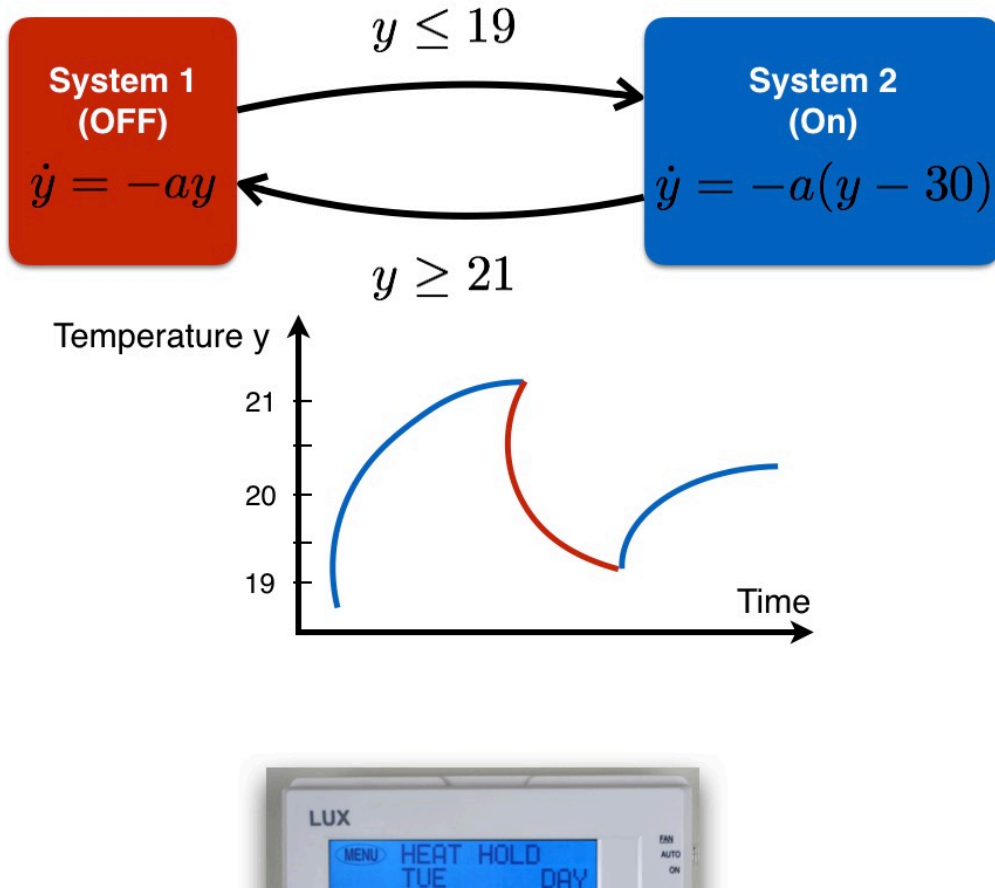 y ≤ 19
System 1
(OFF)
ẏ = −ay
System 2
(On)
ẏ = −a(y − 30)
y ≥ 21
Temperature y
21
20
19
Time
LUX
MENU HEAT HOLD
TUE DAY
FAN
AUTO
ON